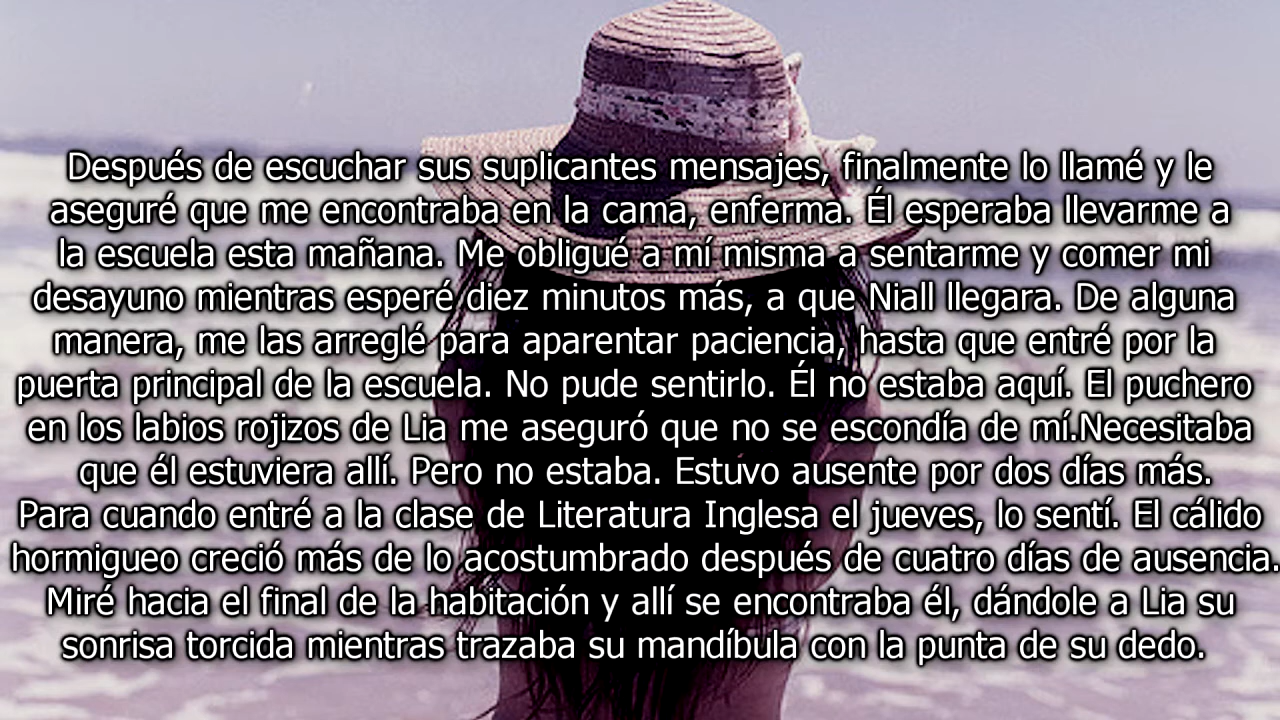 Después de escuchar sus suplicantes mensajes, finalmente lo llamé y le
aseguré que me encontraba en la cama, enferma. Él esperaba llevarme a
la escuela esta mañana. Me obligué a mí misma a sentarme y comer mi
desayuno mientras esperé diez minutos más, a que Niall llegara. De alguna
manera, me las arreglé para aparentar paciencia, hasta que entré por la
puerta principal de la escuela. No pude sentirlo. Él no estaba aquí. El puchero
en los labios rojizos de Lia me aseguró que no se escondía de mí.Necesitaba
que él estuviera allí. Pero no estaba. Estuvo ausente por dos días más.
Para cuando entré a la clase de Literatura Inglesa el jueves, lo sentí. El cálido
hormigueo creció más de lo acostumbrado después de cuatro días de ausencia.
Miré hacia el final de la habitación y allí se encontraba él, dándole a Lia su
sonrisa torcida mientras trazaba su mandíbula con la punta de su dedo.